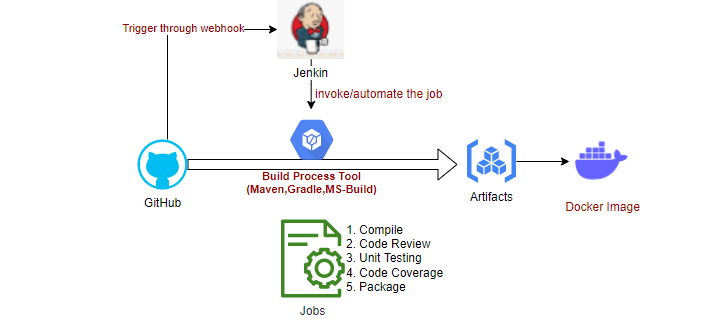 Trigger through webhook
Jenkin
invoke/automate the job
Build Process Tool
(Maven,Gradle,MS-Build)
GitHub
Artifacts
Docker Image
1. Compile
2. Code Review
3. Unit Testing
4. Code Coverage
5. Package
Jobs